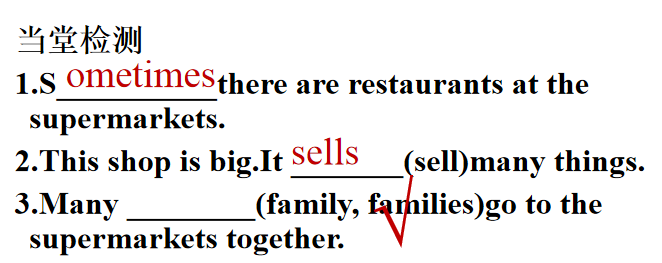 当堂检测
1.S ometimes there are restaurants at the
supermarkets.
2.This shop is big.It sells (sell)many things.
3.Many ________(family, families)go to the
supermarkets together.